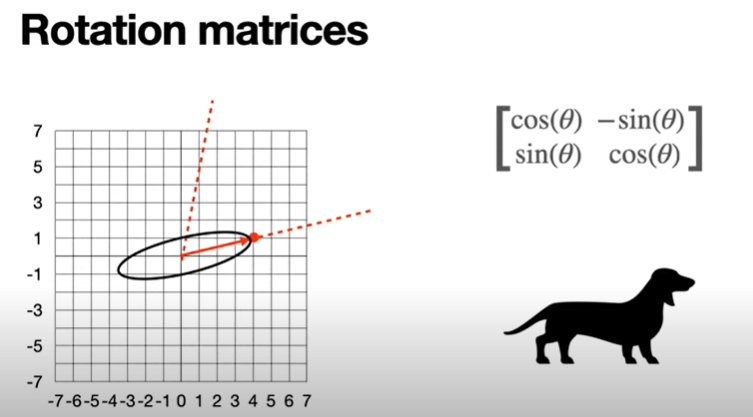 Rotation matrices
cos(θ) −sin(θ)
sin(θ) cos(θ)
7
5
3
1
-1
-3
-5
-7
-7-6-5-4-3-2-1 0 1 2 3 4 5 6 7